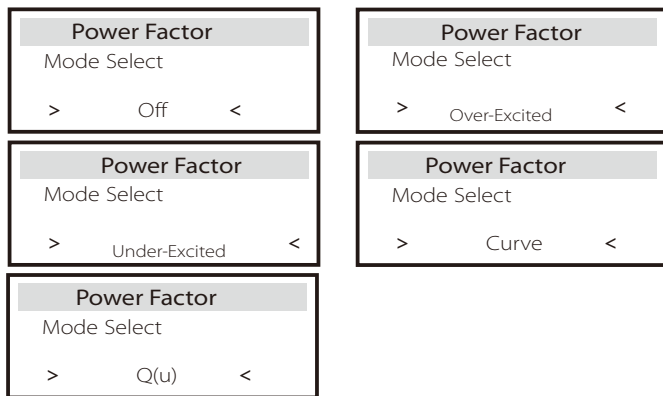 Power Factor
Mode Select
> Off <
Power Factor
Mode Select
> Over-Excited <
Power Factor
Mode Select
> Under-Excited <
Power Factor
Mode Select
> Curve <
Power Factor
Mode Select
> Q(u) <